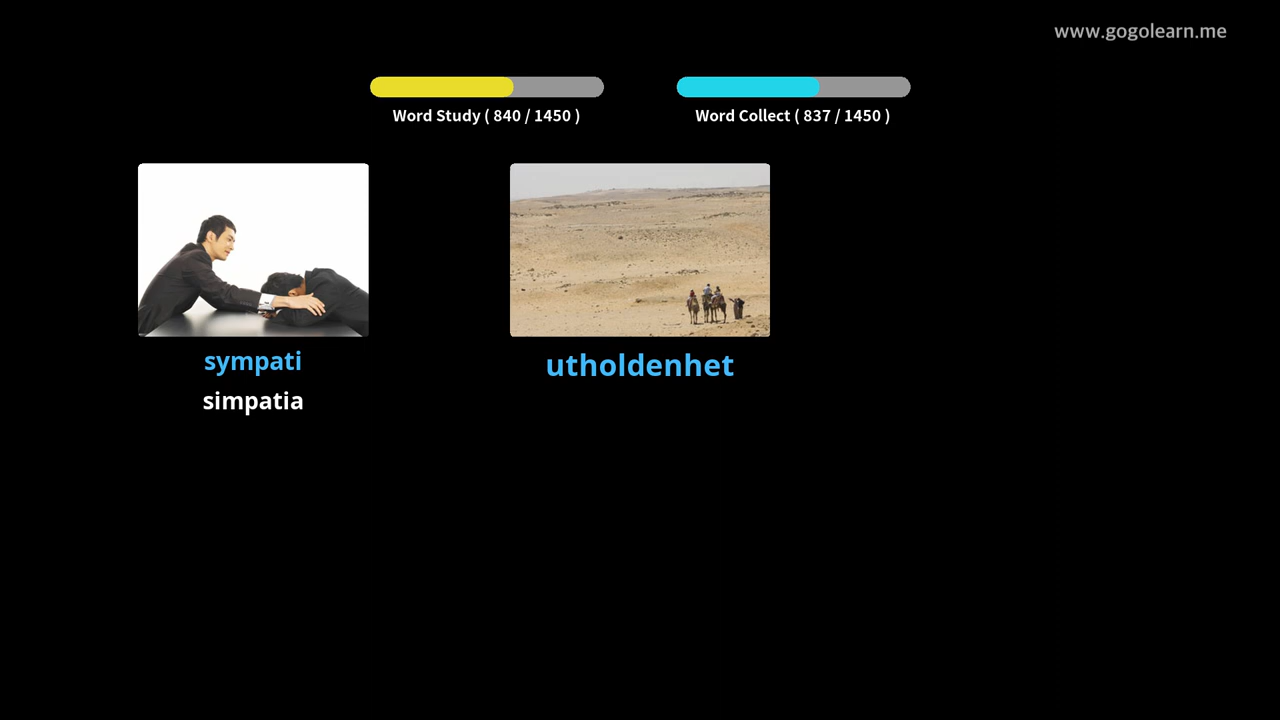 www.gogolearn.me
Word Study ( 840 / 1450 )
Word Collect ( 837 / 1450 )
sympati
simpatia
utholdenhet